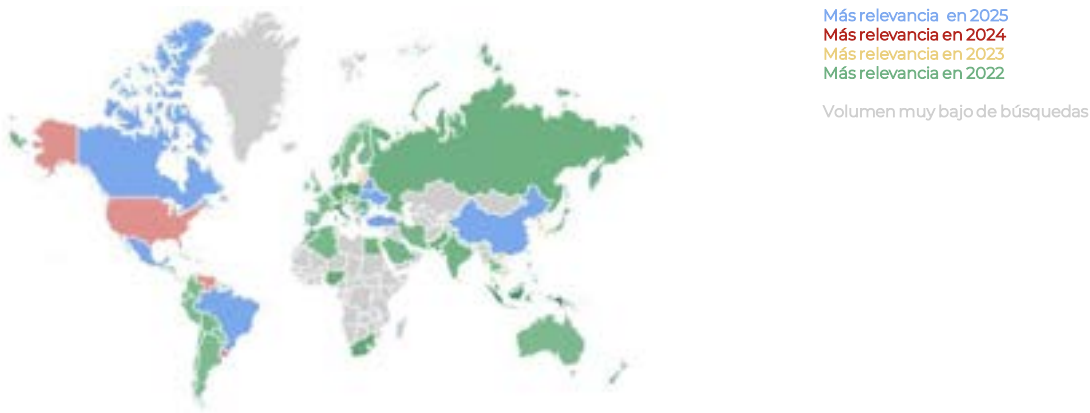 Más relevancia en 2025
Más relevancia en 2024
Más relevancia en 2023
Más relevancia en 2022
Volumen muy bajo de búsquedas